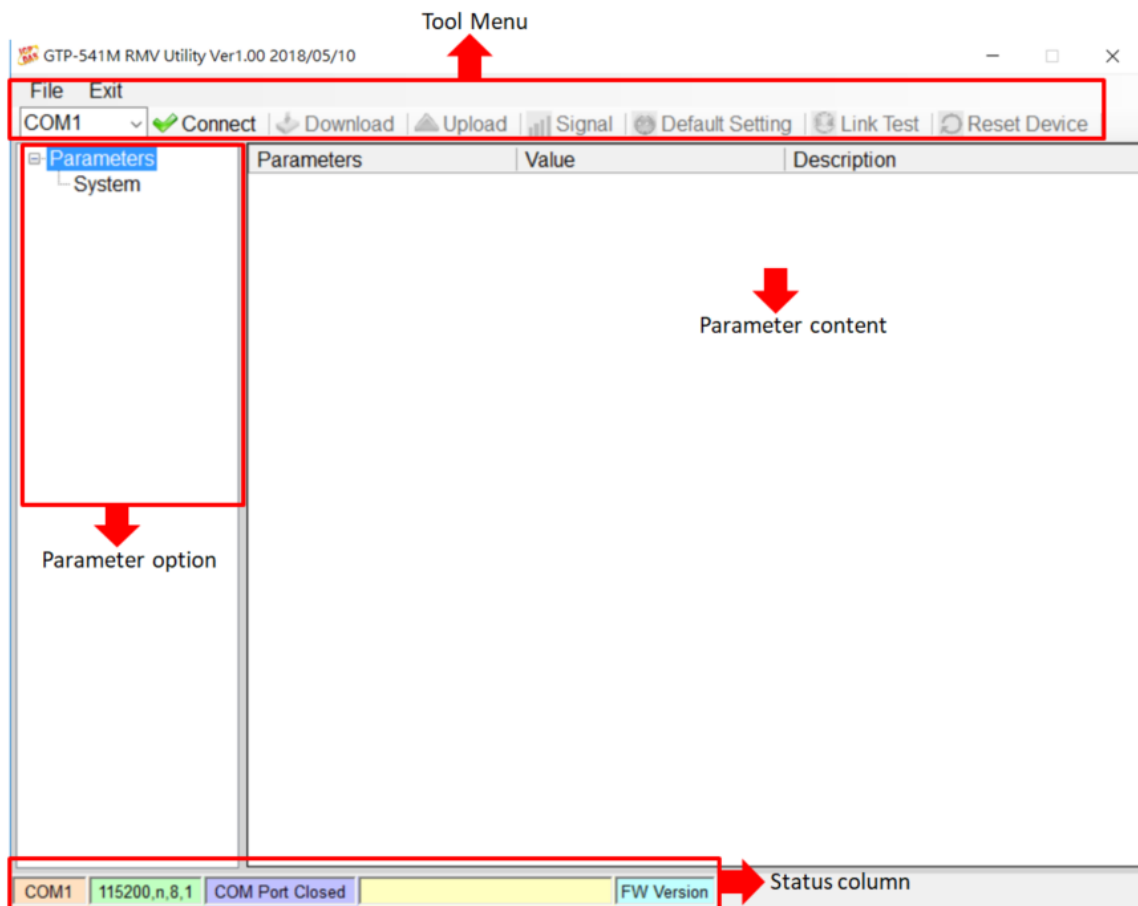 Tool Menu
GTP-541M RMV Utility Ver1.00 2018/05/10
File Exit
COM1 Connect Download Upload Signal Default Setting Link Test Reset Device
Parameters Parameters Value Description
System
Parameter content
Parameter option
Status column
COM1 115200,n,8,1 COM Port Closed FW Version